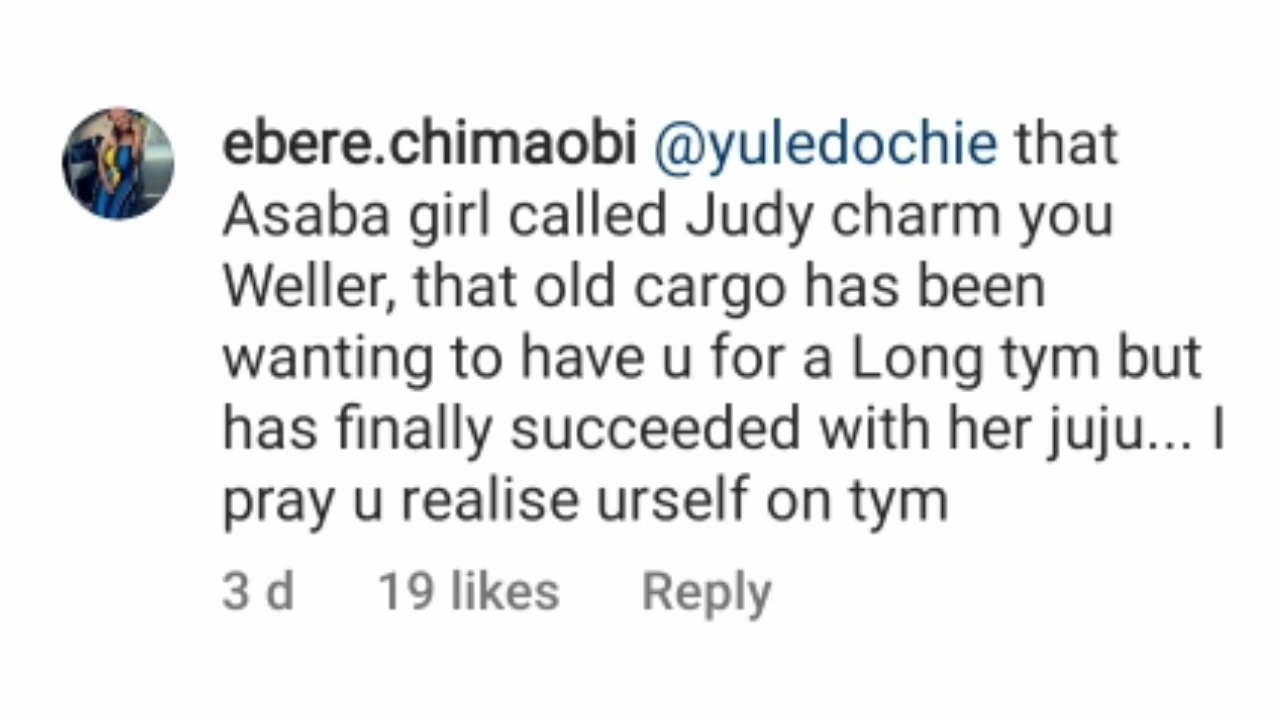 ebere.chimaobi @yuledochie that
Asaba girl called Judy charm you
Weller, that old cargo has been
wanting to have u for a Long tym but
has finally succeeded with her juju... I
pray u realise urself on tym
3 d 19 likes Reply